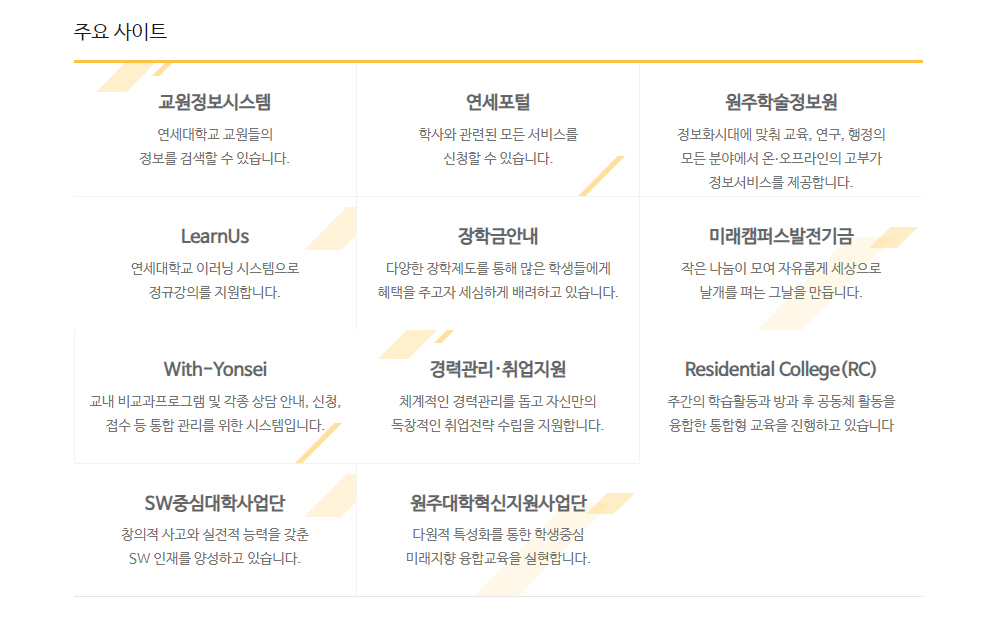 주요 사이트
교원정보시스템
연세대학교 교원들의
정보를 검색할 수 있습니다.
연세포털
학사와 관련된 모든 서비스를
신청할 수 있습니다.
원주학술정보원
정보화시대에 맞춰 교육, 연구, 행정의
모든 분야에서 온·오프라인의 고부가
정보서비스를 제공합니다.
LearnUs
연세대학교 이러닝 시스템으로
정규강의를 지원합니다.
장학금안내
다양한 장학제도를 통해 많은 학생들에게
혜택을 주고자 세심하게 배려하고 있습니다.
미래캠퍼스발전기금
작은 나눔이 모여 자유롭게 세상으로
날개를 펴는 그날을 만듭니다.
With-Yonsei
교내 비교과프로그램 및 각종 상담 안내, 신청,
접수 등 통합 관리를 위한 시스템입니다.
경력관리·취업지원
체계적인 경력관리를 돕고 자신만의
독창적인 취업전략 수립을 지원합니다.
Residential College(RC)
주간의 학습활동과 방과 후 공동체 활동을
융합한 통합형 교육을 진행하고 있습니다
SW중심대학사업단
창의적 사고와 실전적 능력을 갖춘
SW 인재를 양성하고 있습니다.
원주대학혁신지원사업단
다원적 특성화를 통한 학생중심
미래지향 융합교육을 실현합니다.